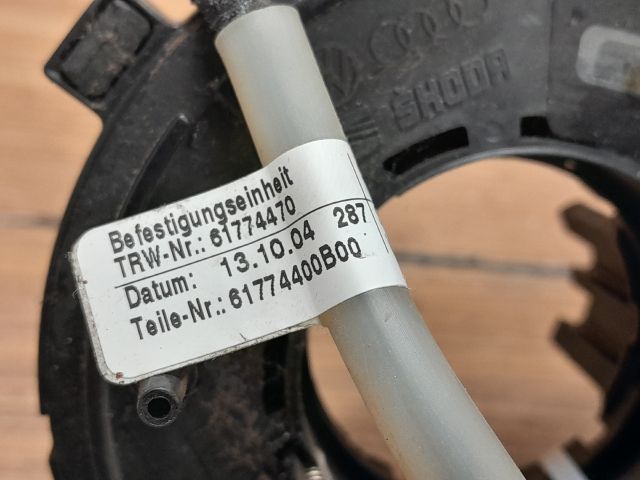 ŠKODA
Befestigungseinheit
TRW-Nr.: 61774470
Datum: 13.10.04 287
Teile-Nr.: 61774400B00